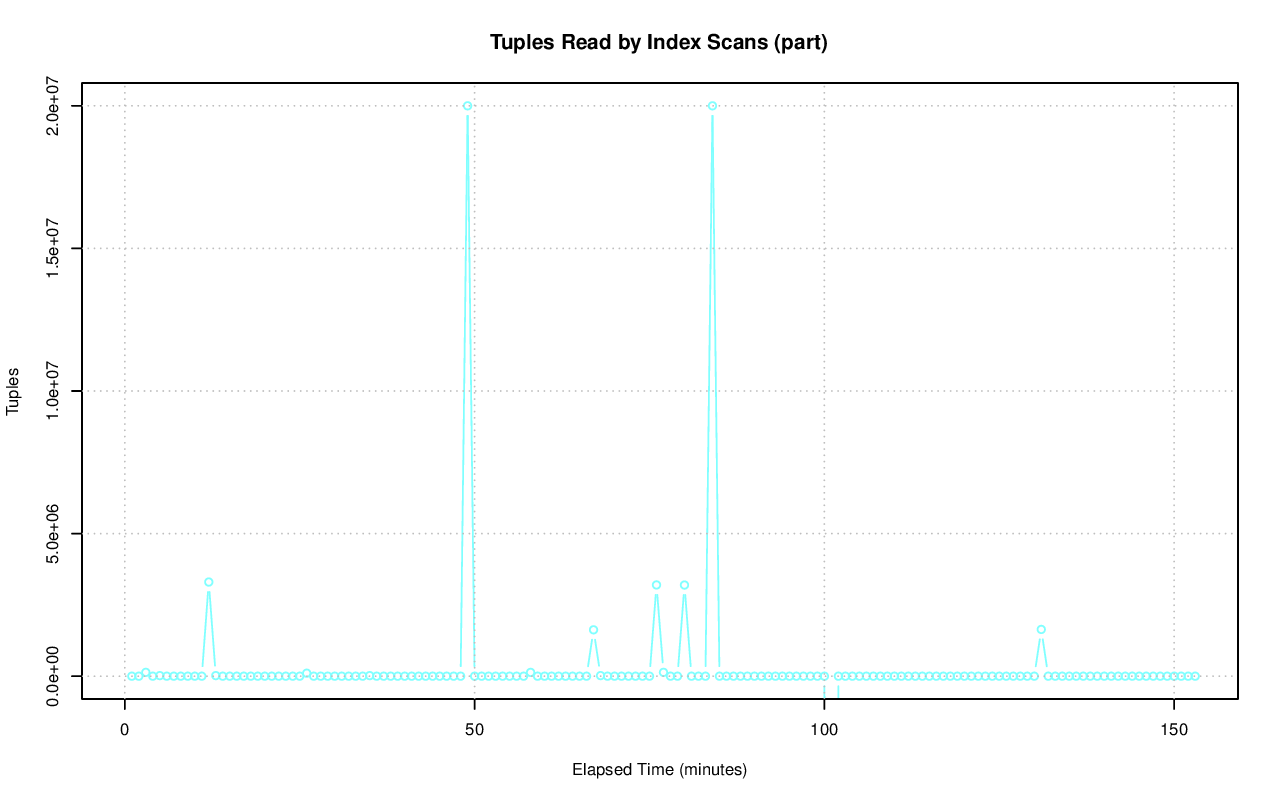 Tuples Read by Index Scans (part)
2.0e+07
1.5e+07
1.0e+07
5.0e+06
0.0e+00
Tuples
0 50 100 150
Elapsed Time (minutes)